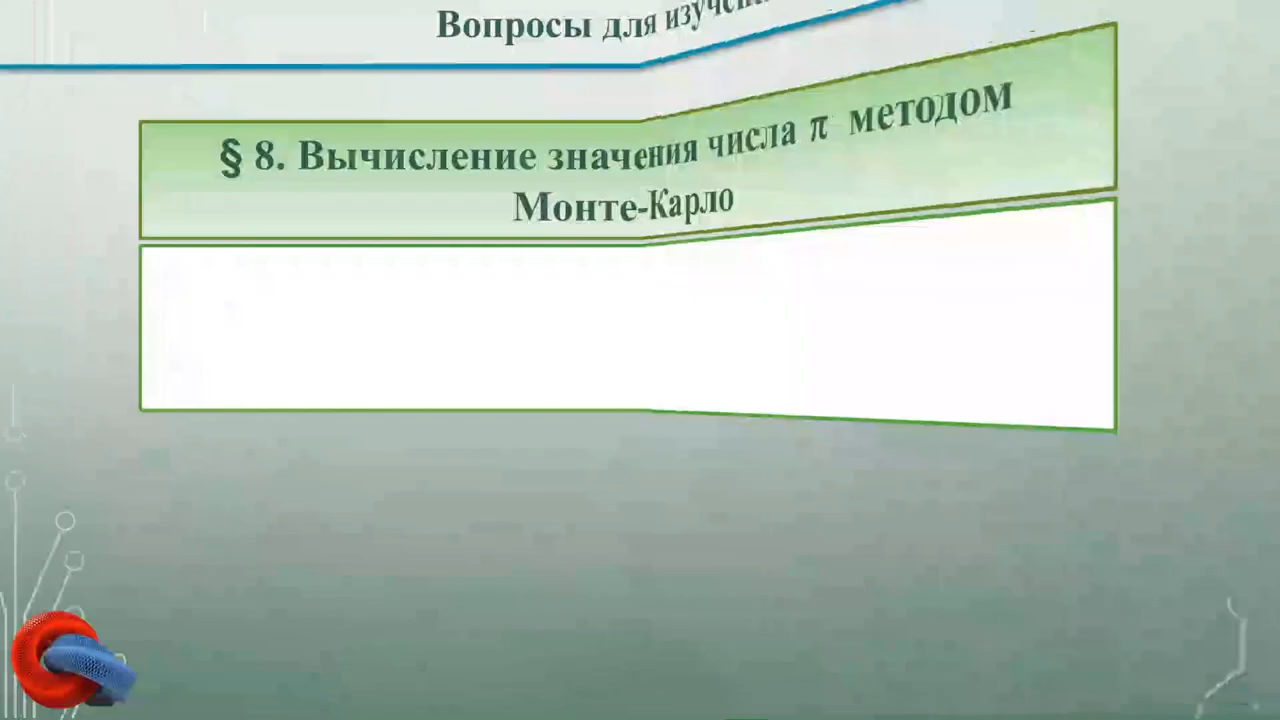 Вопросы для
§ 8. Вычисление значения числа π методом
Монте-Карло